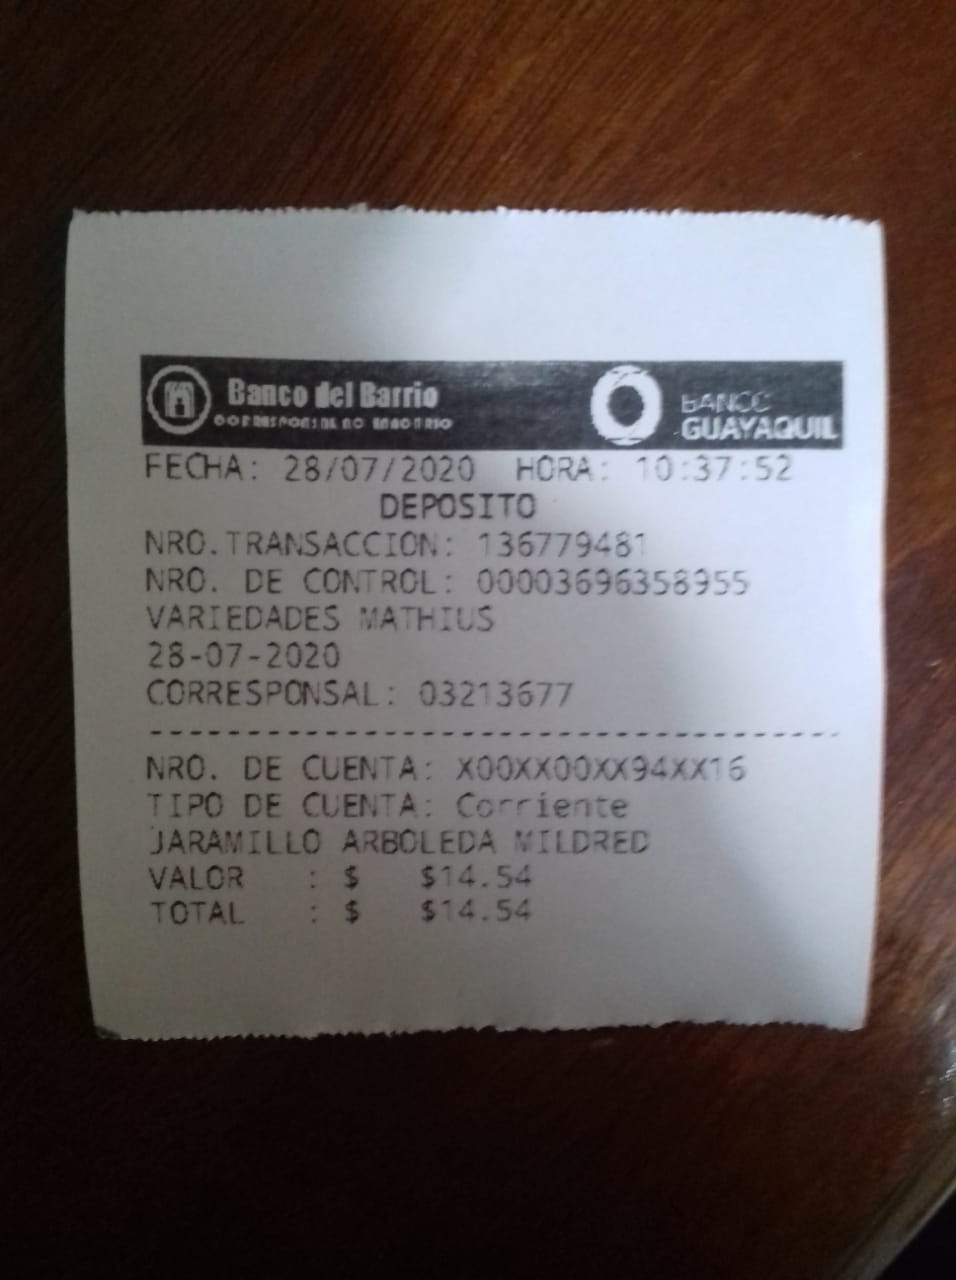 Banco del Barrio
CORRESPONSAL NO BANCARIO
BANCO
GUAYAQUIL
FECHA: 28/07/2020 HORA: 10:37:52
DEPOSITO
NRO.TRANSACCION: 136779481
NRO. DE CONTROL: 00003696358955
VARIEDADES MATHIUS
28-07-2020
CORRESPONSAL: 03213677
NRO. DE CUENTA: X00XX00XX94XX16
TIPO DE CUENTA: Corriente
JARAMILLO ARBOLEDA MILDRED
VALOR : $ $14.54
TOTAL : $ $14.54